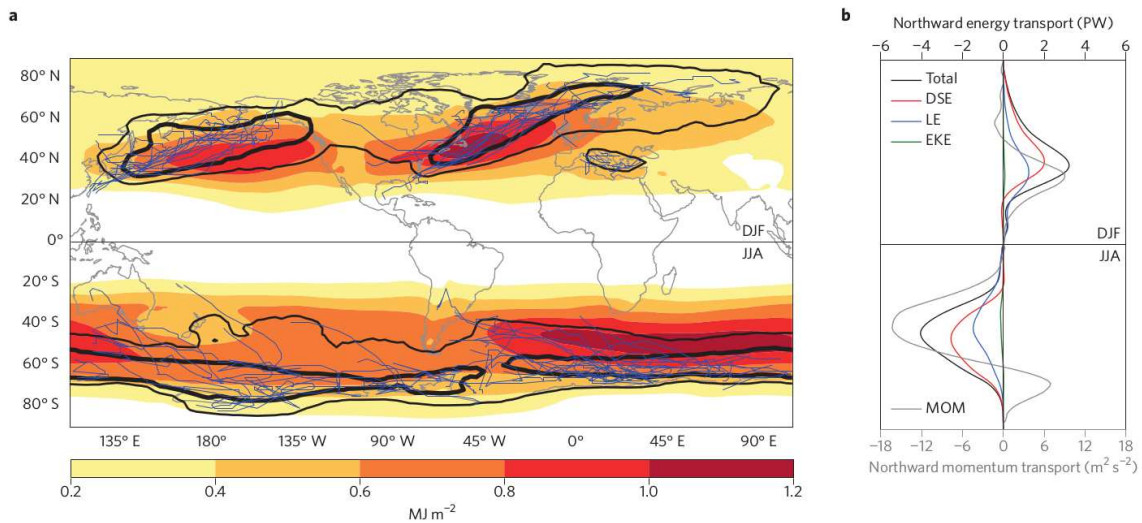 a
80° N
60° N
40° N
20° N
0°
20° S
40° S
60° S
80° S
DJF
JJA
135° E 180° 135° W 90° W 45° W 0° 45° E 90° E
0.2 0.4 0.6 0.8 1.0 1.2
MJ m⁻²
b
Northward energy transport (PW)
−6 −2 0 2 6
Total
DSE
LE
EKE
DJF
JJA
MOM
−18 −12 −6 0 6 12 18
Northward momentum transport (m² s⁻²)